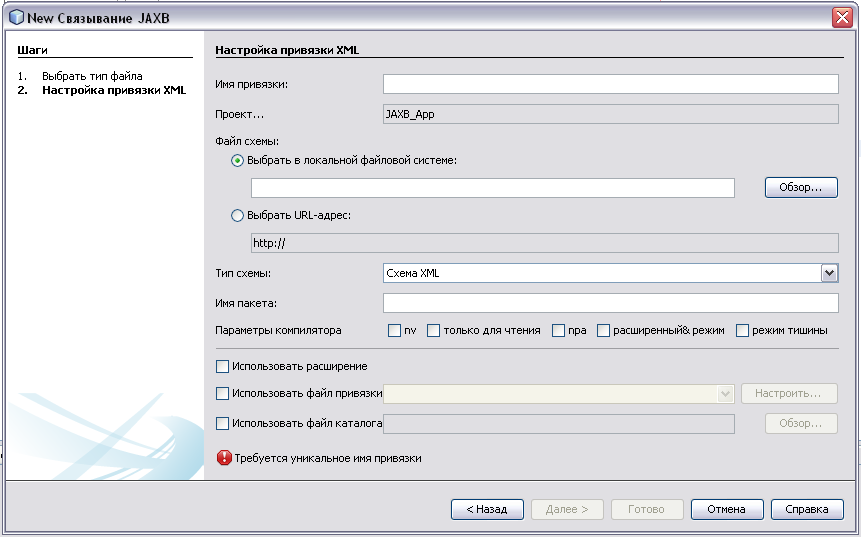 New Связывание JAXB
Шаги
1. Выбрать тип файла
2. Настройка привязки XML
Настройка привязки XML
Имя привязки:
Проект... JAXB_App
Файл схемы:
Выбрать в локальной файловой системе:
Обзор...
Выбрать URL-адрес:
http://
Тип схемы: Схема XML
Имя пакета:
Параметры компилятора nv только для чтения npa расширенный& режим режим тишины
Использовать расширение
Использовать файл привязки Настроить...
Использовать файл каталога Обзор...
Требуется уникальное имя привязки
< Назад Далее > Готово Отмена Справка